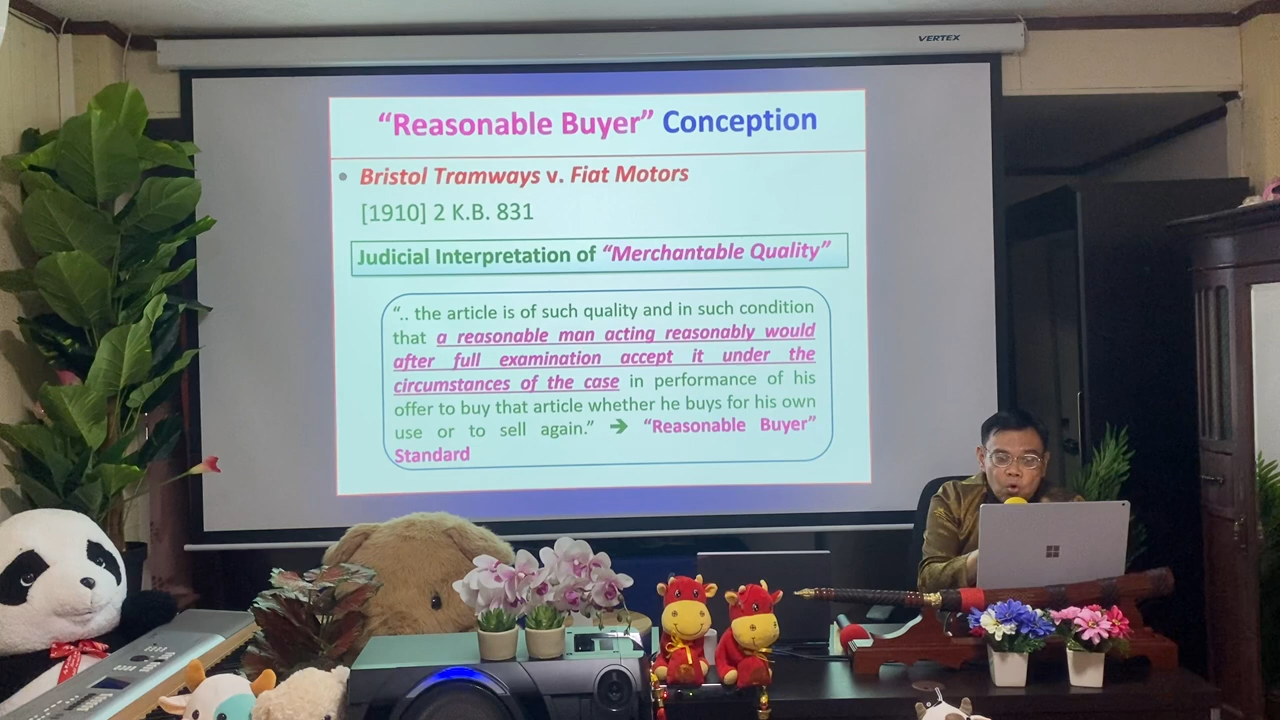 VERTEX
“Reasonable Buyer” Conception
• Bristol Tramways v. Fiat Motors
[1910] 2 K.B. 831
Judicial Interpretation of “Merchantable Quality”
“.. the article is of such quality and in such condition
that a reasonable man acting reasonably would
after full examination accept it under the
circumstances of the case in performance of his
offer to buy that article whether he buys for his own
use or to sell again.” ➔ “Reasonable Buyer”
Standard